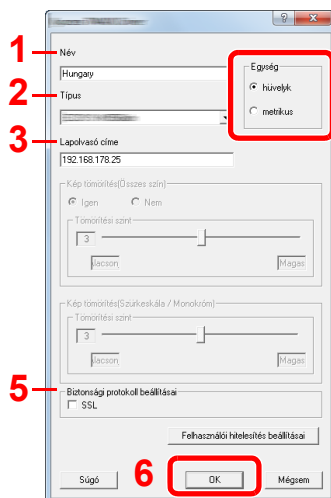 1 Név
Hungary
Egység
hüvelyk
metrikus
2 Típus
3 Lapolvasó címe
192.168.178.25
Kép tömörítés(Összes szín)
Igen Nem
Tömörítési szint
3
Magas
Kép tömörítés(Szürkeskála / Monokróm)
Tömörítési szint
3
Magas
5 Biztonsági protokoll beállításai
SSL
Felhasználói hitelesítés beállításai
Súgó 6 OK Mégsem